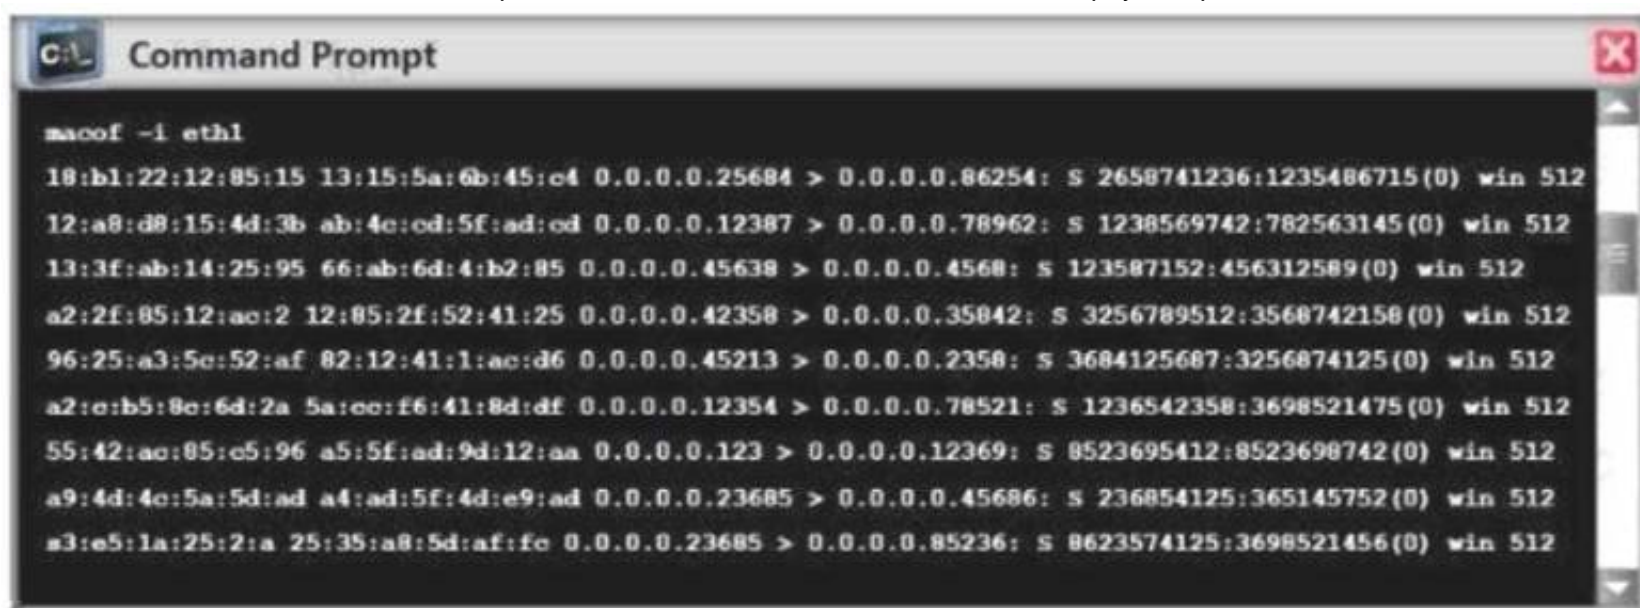 C:\_ Command Prompt
macof -i eth1
18:b1:22:12:85:15 13:15:5a:6b:45:c4 0.0.0.0.25684 > 0.0.0.0.86254: S 2658741236:1235486715(0) win 512
12:a8:d8:15:4d:3b ab:4c:cd:5f:ad:cd 0.0.0.0.12387 > 0.0.0.0.78962: S 1238569742:782563145(0) win 512
13:3f:ab:14:25:95 66:ab:6d:4:b2:85 0.0.0.0.45638 > 0.0.0.0.4568: S 123587152:456312589(0) win 512
a2:2f:85:12:ac:2 12:85:2f:52:41:25 0.0.0.0.42358 > 0.0.0.0.35842: S 3256789512:3568742158(0) win 512
96:25:a3:5c:52:af 82:12:41:1:ac:d6 0.0.0.0.45213 > 0.0.0.0.2358: S 3684125687:3256874125(0) win 512
a2:c:b5:8c:6d:2a 5a:cc:f6:41:8d:df 0.0.0.0.12354 > 0.0.0.0.78521: S 1236542358:3698521475(0) win 512
55:42:ac:85:c5:96 a5:5f:ad:9d:12:aa 0.0.0.0.123 > 0.0.0.0.12369: S 8523695412:8523698742(0) win 512
a9:4d:4c:5a:5d:ad a4:ad:5f:4d:e9:ad 0.0.0.0.23685 > 0.0.0.0.45686: S 236854125:365145752(0) win 512
25:35:a8:5d:af:fc 0.0.0.0.23685 > 0.0.0.0.85236: S 8623574125:3698521456(0) win 512